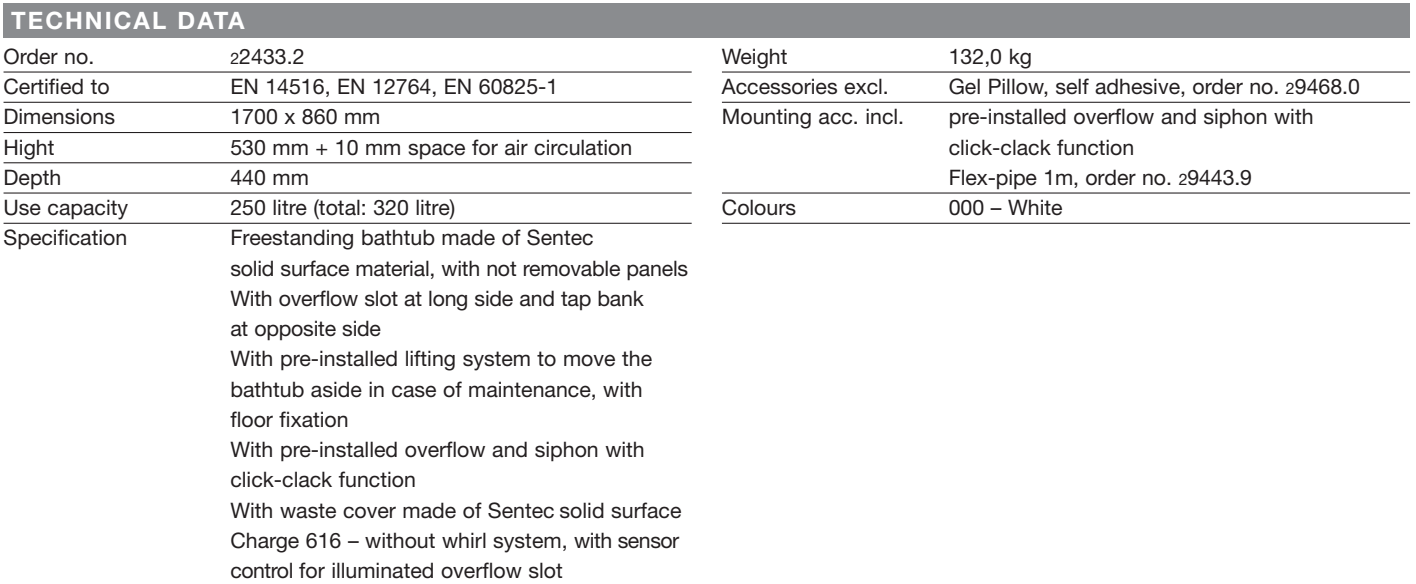 TECHNICAL DATA
Order no. 22433.2
Certified to EN 14516, EN 12764, EN 60825-1
Dimensions 1700 x 860 mm
Hight 530 mm + 10 mm space for air circulation
Depth 440 mm
Use capacity 250 litre (total: 320 litre)
Specification Freestanding bathtub made of Sentec
solid surface material, with not removable panels
With overflow slot at long side and tap bank
at opposite side
With pre-installed lifting system to move the
bathtub aside in case of maintenance, with
floor fixation
With pre-installed overflow and siphon with
click-clack function
With waste cover made of Sentec solid surface
Charge 616 – without whirl system, with sensor
control for illuminated overflow slot
Weight 132,0 kg
Accessories excl. Gel Pillow, self adhesive, order no. 29468.0
Mounting acc. incl. pre-installed overflow and siphon with
click-clack function
Flex-pipe 1m, order no. 29443.9
Colours 000 – White